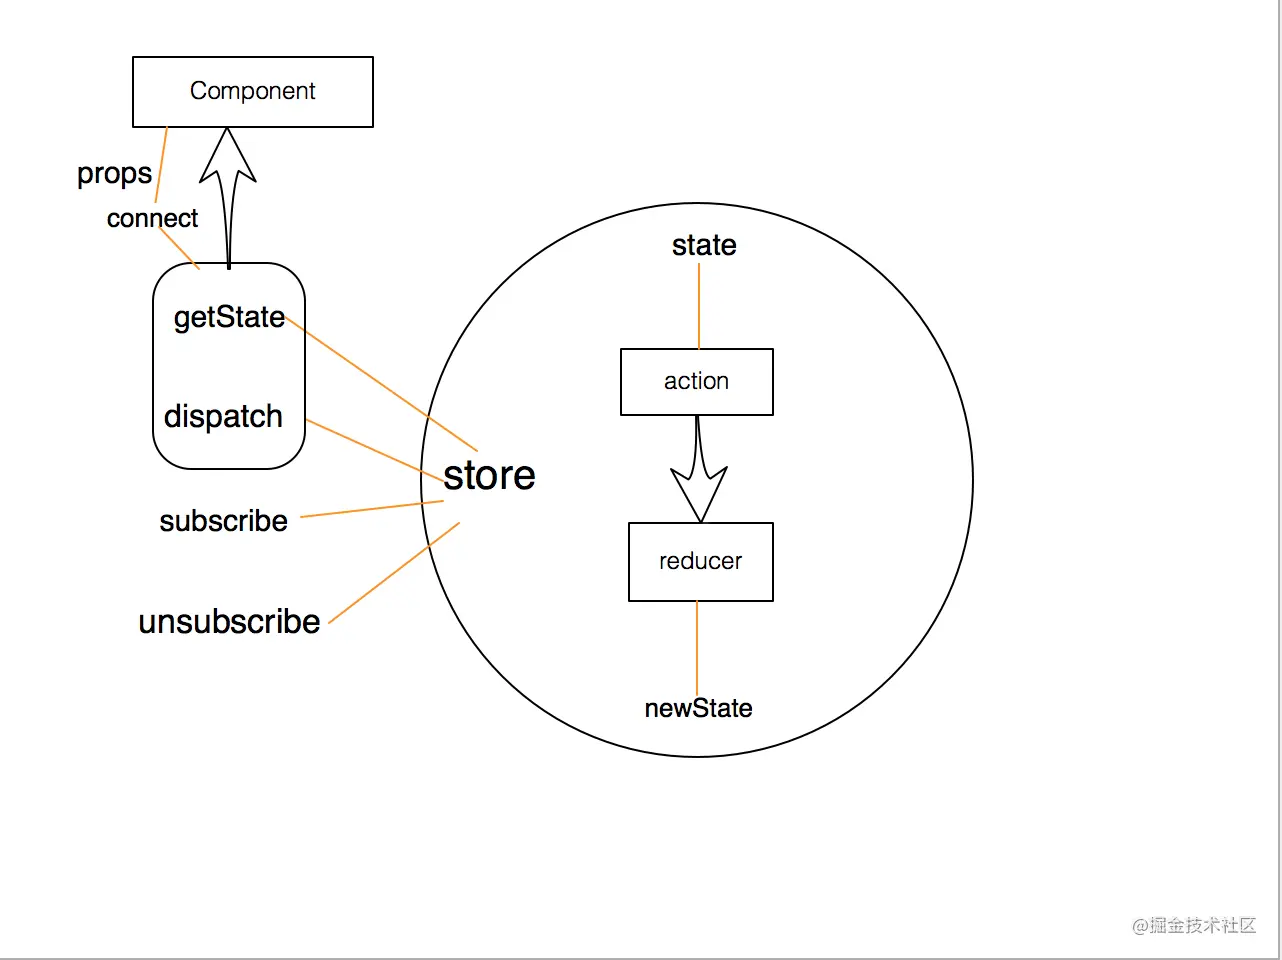 Component
props
connect
getState
dispatch
subscribe
unsubscribe
store
state
action
reducer
newState
@掘金技术社区